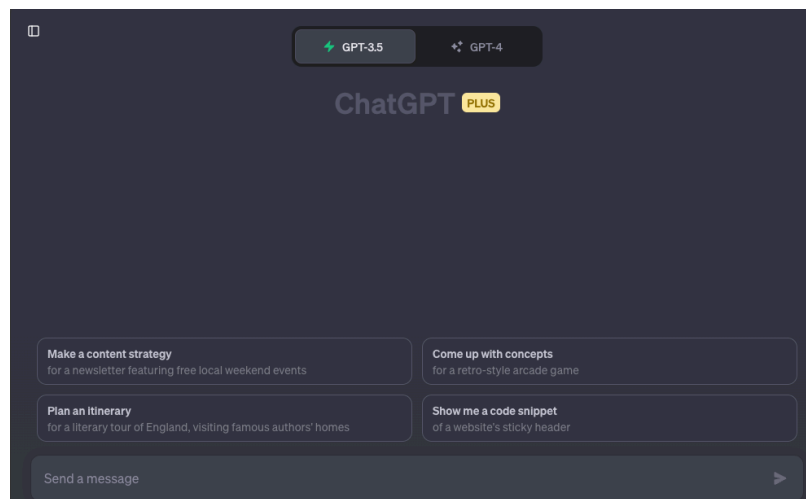 GPT-3.5
GPT-4
ChatGPT PLUS
Make a content strategy
for a newsletter featuring free local weekend events
Come up with concepts
for a retro-style arcade game
Plan an itinerary
for a literary tour of England, visiting famous authors' homes
Show me a code snippet
of a website's sticky header
Send a message